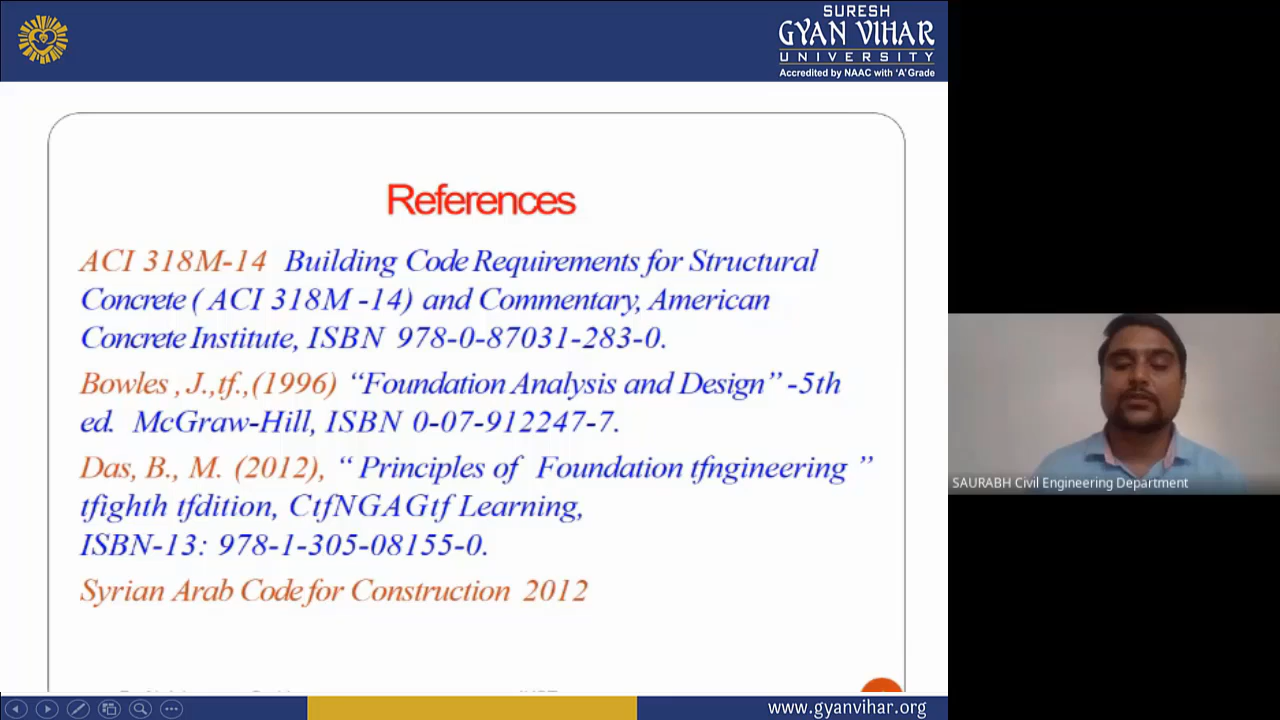 SURESH
GYAN VIHAR
UNIVERSITY
Accredited by NAAC with 'A' Grade
References
ACI 318M-14 Building Code Requirements for Structural
Concrete ( ACI 318M -14) and Commentary, American
Concrete Institute, ISBN 978-0-87031-283-0.
Bowles , J.,tf.,(1996) “Foundation Analysis and Design” -5th
ed. McGraw-Hill, ISBN 0-07-912247-7.
Das, B., M. (2012), “ Principles of Foundation tfngineering ”
tfighth tfdition, CtfNGAGtf Learning,
ISBN-13: 978-1-305-08155-0.
Syrian Arab Code for Construction 2012
SAURABH Civil Engineering Department
www.gyanvihar.org